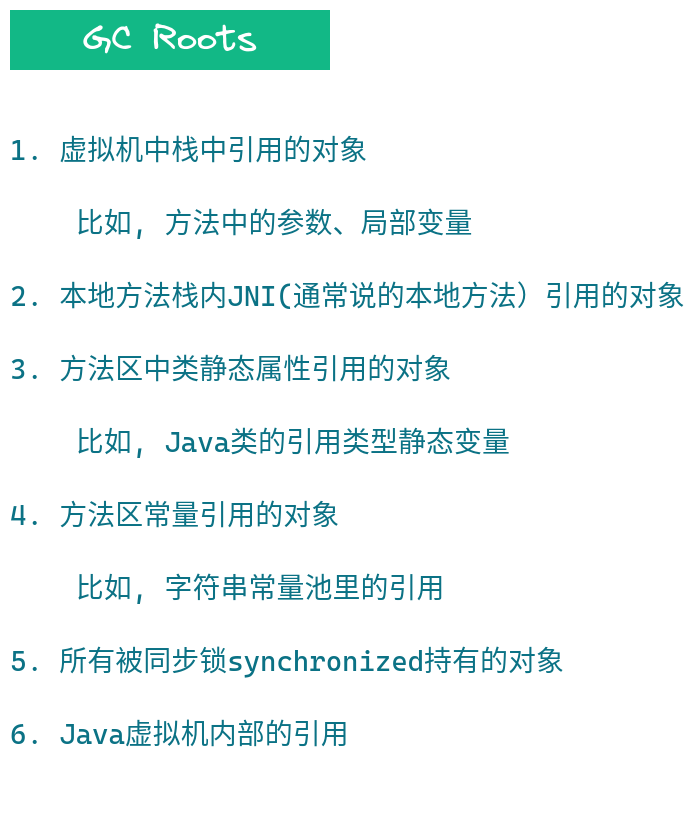 GC Roots
1. 虚拟机中栈中引用的对象
比如, 方法中的参数、局部变量
2. 本地方法栈内JNI(通常说的本地方法）引用的对象
3. 方法区中类静态属性引用的对象
比如, Java类的引用类型静态变量
4. 方法区常量引用的对象
比如, 字符串常量池里的引用
5. 所有被同步锁synchronized持有的对象
6. Java虚拟机内部的引用